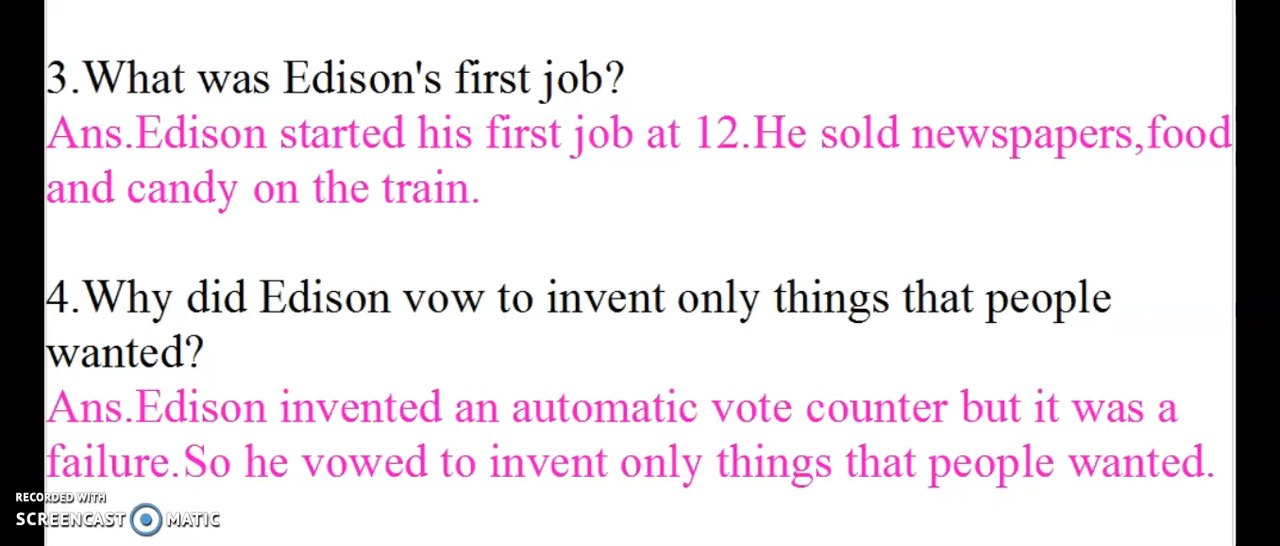 3.What was Edison's first job?
Ans.Edison started his first job at 12.He sold newspapers,food
and candy on the train.
4.Why did Edison vow to invent only things that people
wanted?
Ans.Edison invented an automatic vote counter but it was a
failure.So he vowed to invent only things that people wanted.
RECORDED WITH
SCREENCAST MATIC